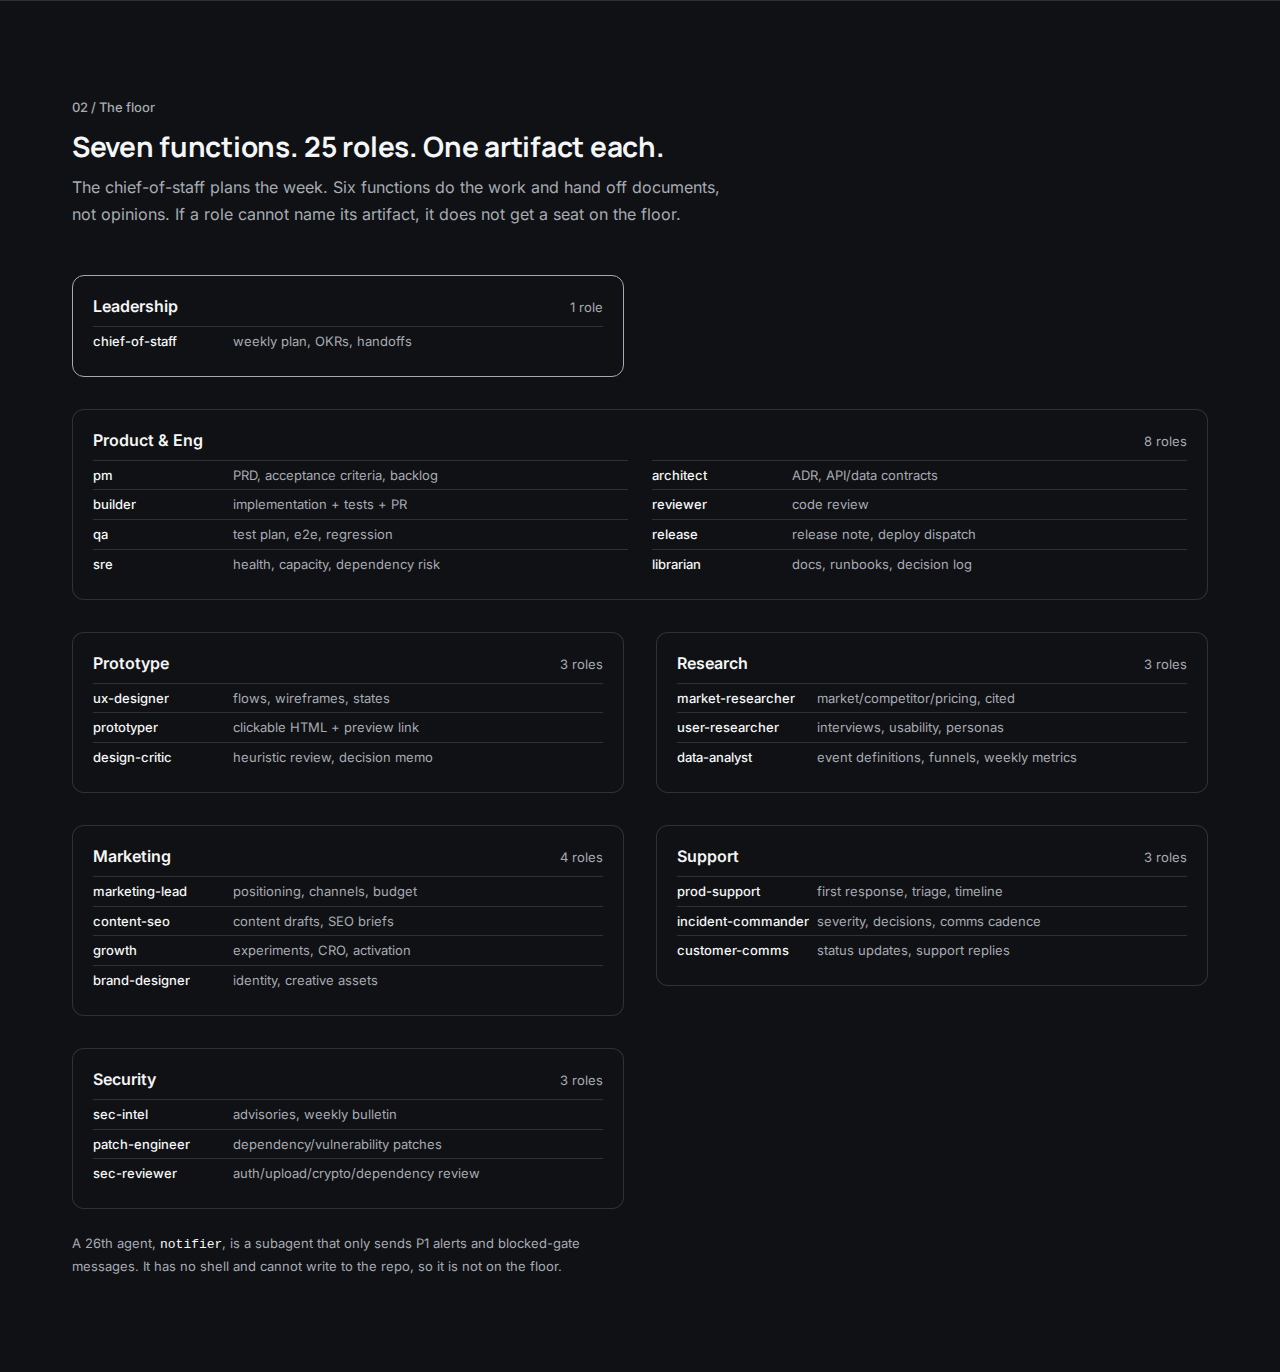 02 / The floor
Seven functions. 25 roles. One artifact each.
The chief-of-staff plans the week. Six functions do the work and hand off documents,
not opinions. If a role cannot name its artifact, it does not get a seat on the floor.
Leadership 1 role
chief-of-staff weekly plan, OKRs, handoffs
Product & Eng 8 roles
pm PRD, acceptance criteria, backlog
architect ADR, API/data contracts
builder implementation + tests + PR
reviewer code review
qa test plan, e2e, regression
release release note, deploy dispatch
sre health, capacity, dependency risk
librarian docs, runbooks, decision log
Prototype 3 roles
ux-designer flows, wireframes, states
prototyper clickable HTML + preview link
design-critic heuristic review, decision memo
Research 3 roles
market-researcher market/competitor/pricing, cited
user-researcher interviews, usability, personas
data-analyst event definitions, funnels, weekly metrics
Marketing 4 roles
marketing-lead positioning, channels, budget
content-seo content drafts, SEO briefs
growth experiments, CRO, activation
brand-designer identity, creative assets
Support 3 roles
prod-support first response, triage, timeline
incident-commander severity, decisions, comms cadence
customer-comms status updates, support replies
Security 3 roles
sec-intel advisories, weekly bulletin
patch-engineer dependency/vulnerability patches
sec-reviewer auth/upload/crypto/dependency review
A 26th agent, notifier, is a subagent that only sends P1 alerts and blocked-gate
messages. It has no shell and cannot write to the repo, so it is not on the floor.